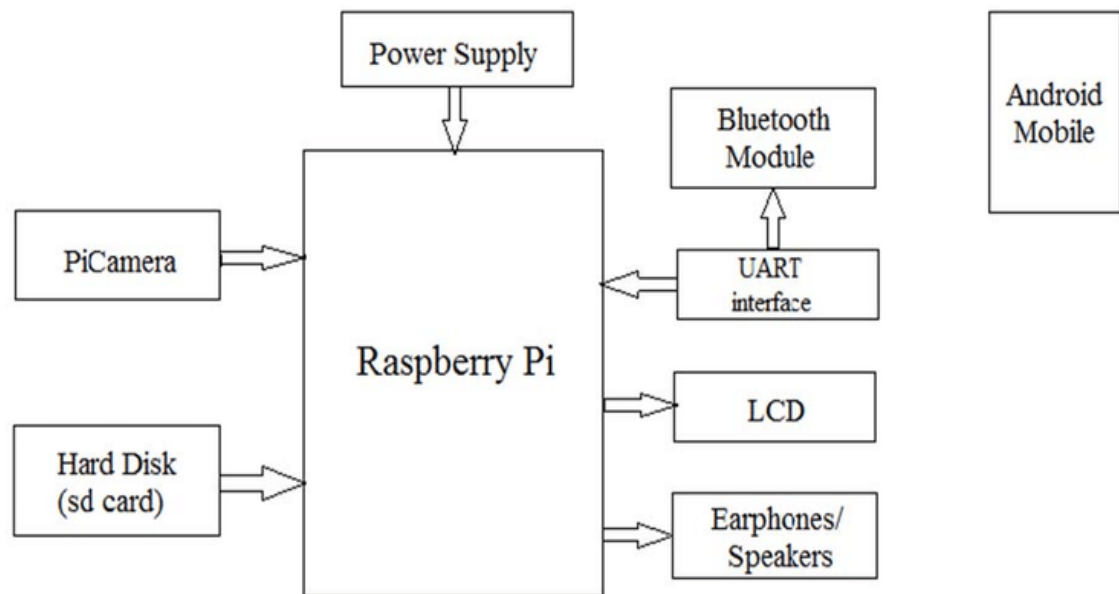 Power Supply
Android
Mobile
Bluetooth
Module
PiCamera
UART
interface
Raspberry Pi
LCD
Hard Disk
(sd card)
Earphones/
Speakers